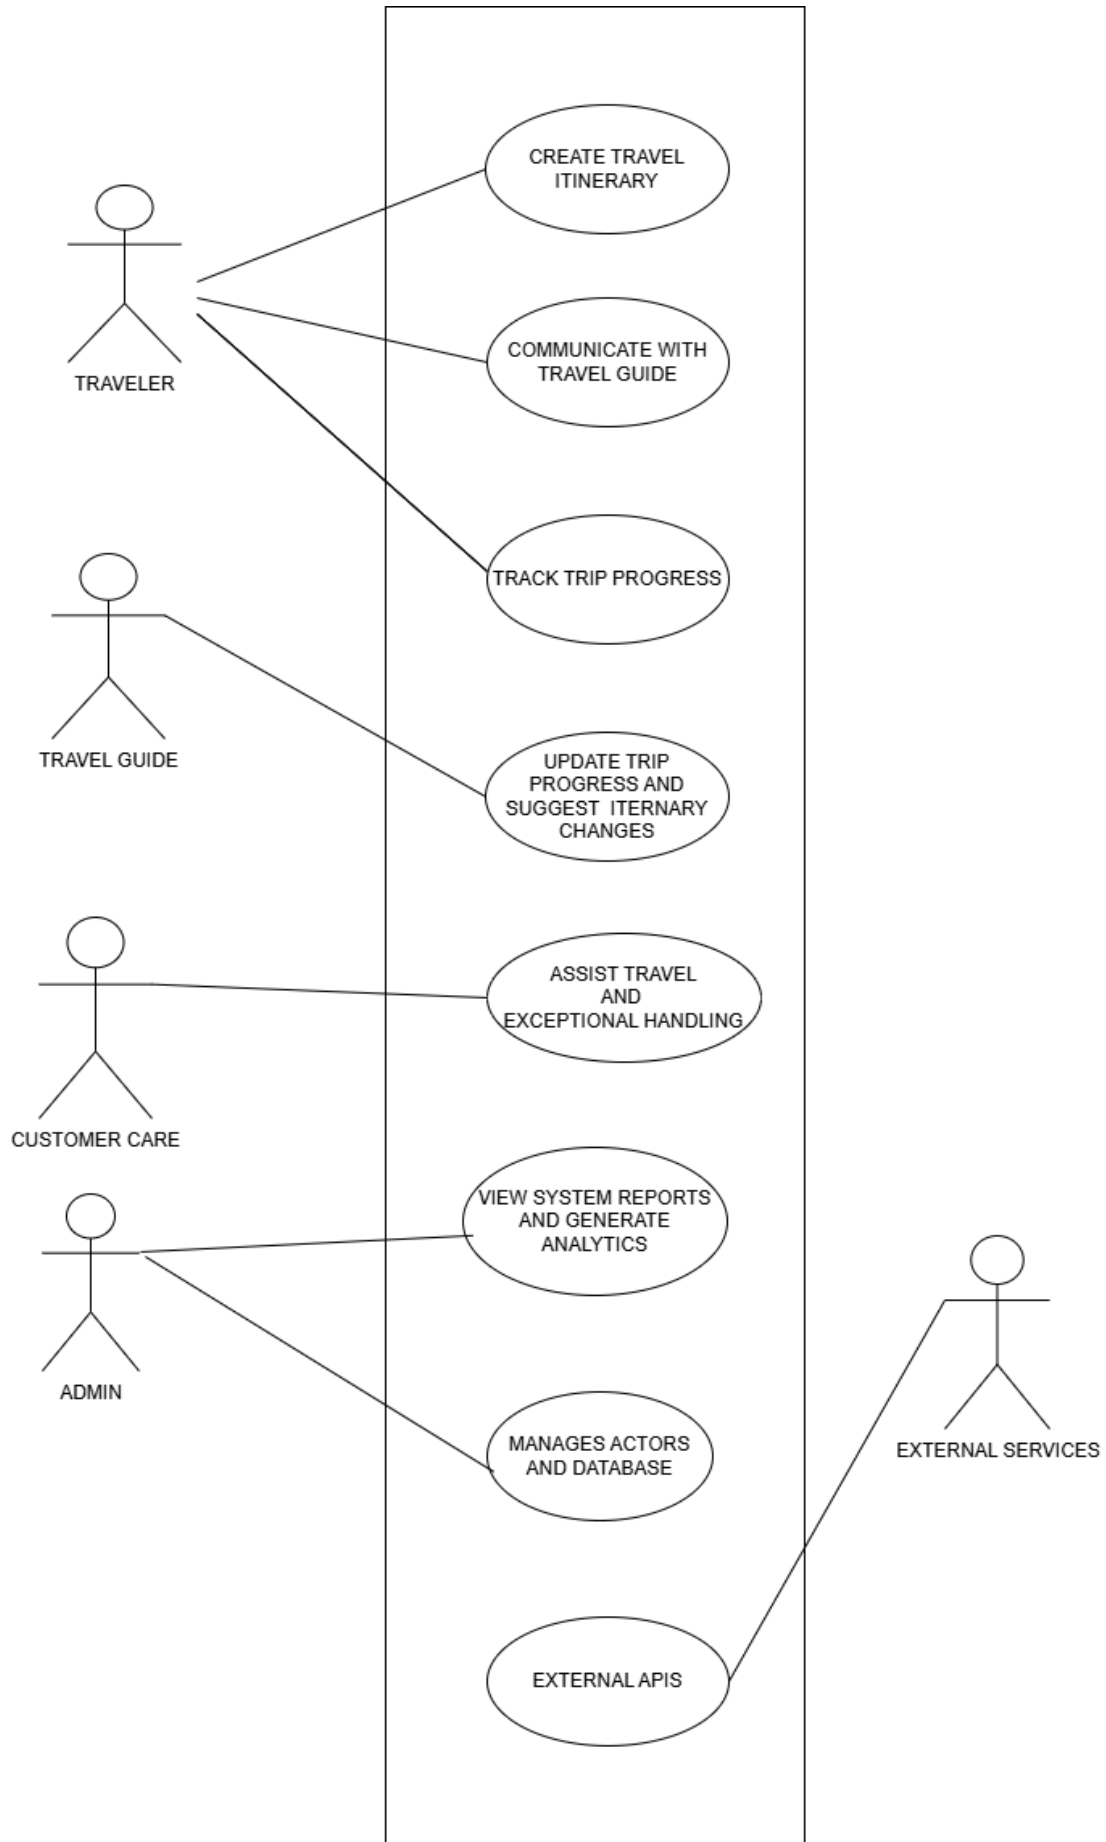 CREATE TRAVEL
ITINERARY
TRAVELER
COMMUNICATE WITH
TRAVEL GUIDE
TRACK TRIP PROGRESS
TRAVEL GUIDE
UPDATE TRIP
PROGRESS AND
SUGGEST ITERNARY
CHANGES
ASSIST TRAVEL
AND
EXCEPTIONAL HANDLING
CUSTOMER CARE
VIEW SYSTEM REPORTS
AND GENERATE
ANALYTICS
ADMIN
MANAGES ACTORS
AND DATABASE
EXTERNAL SERVICES
EXTERNAL APIS